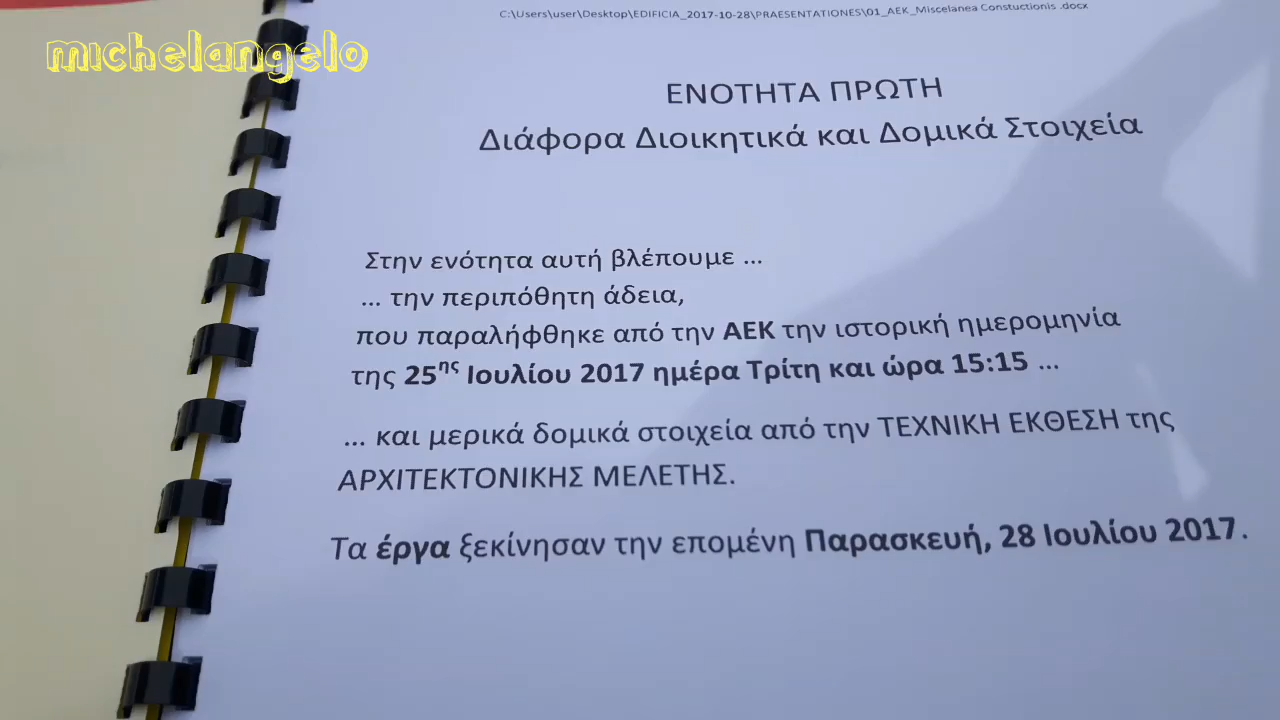 michelangelo
C:\Users\user\Desktop\EDIFICIA_2017-10-28\PRAESENTATIONES\01_AEK_Miscelanea Constuctionis .docx
ΕΝΟΤΗΤΑ ΠΡΩΤΗ
Διάφορα Διοικητικά και Δομικά Στοιχεία
Στην ενότητα αυτή βλέπουμε ...
... την περιπόθητη άδεια,
που παραλήφθηκε από την ΑΕΚ την ιστορική ημερομηνία
της 25ης Ιουλίου 2017 ημέρα Τρίτη και ώρα 15:15 ...
... και μερικά δομικά στοιχεία από την ΤΕΧΝΙΚΗ ΕΚΘΕΣΗ της
ΑΡΧΙΤΕΚΤΟΝΙΚΗΣ ΜΕΛΕΤΗΣ.
Τα έργα ξεκίνησαν την επομένη Παρασκευή, 28 Ιουλίου 2017.